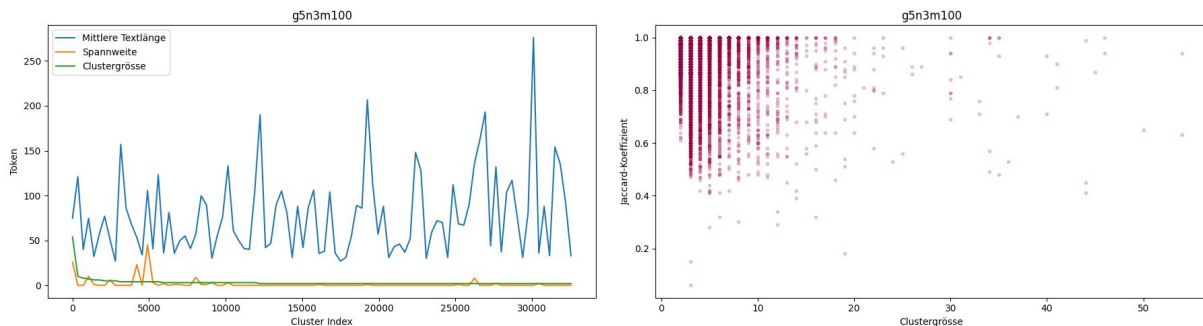 g5n3m100
Mittlere Textlänge
Spannweite
Clustergrösse
Token
250
200
150
100
50
0
0 5000 10000 15000 20000 25000 30000
Cluster Index
g5n3m100
Jaccard-Koeffizient
1.0
0.8
0.6
0.4
0.2
0 10 20 30 40 50
Clustergrösse